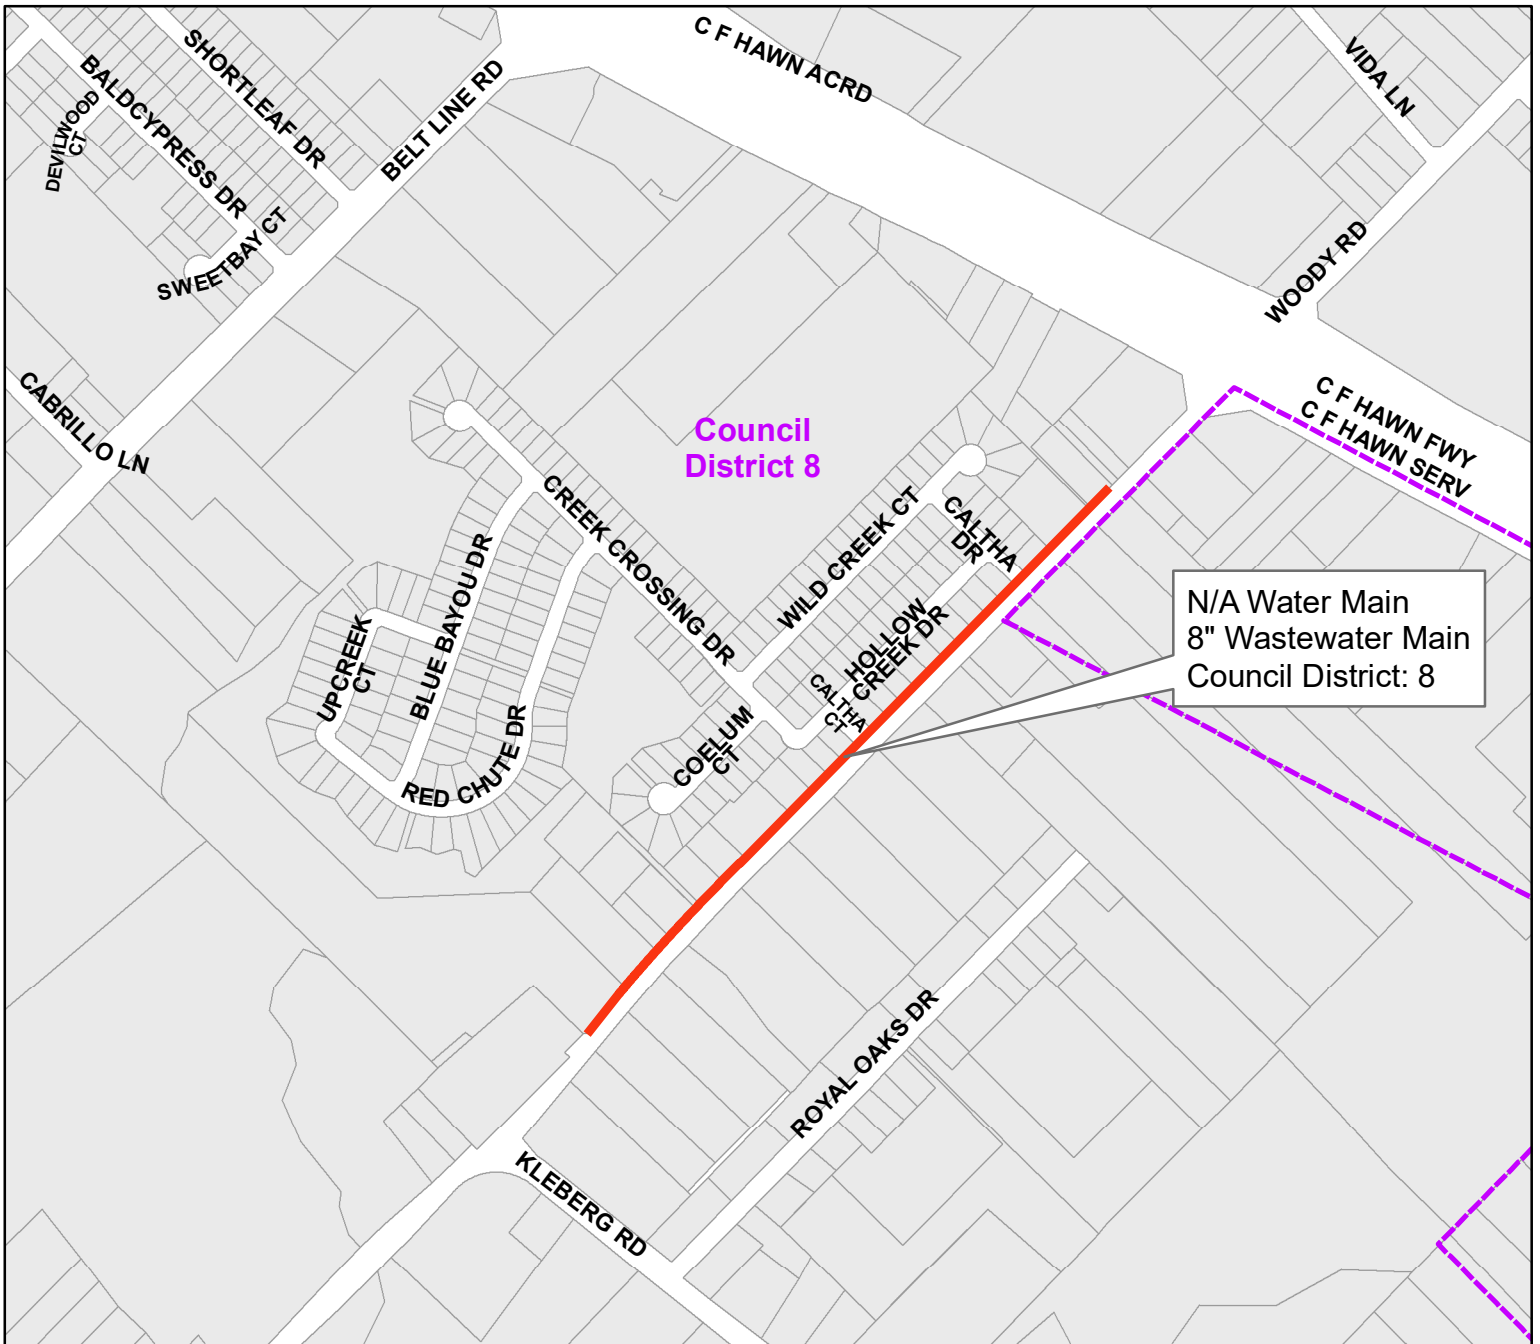 C F HAWN ACRD
SHORTLEAF DR
BALDCYPRESS DR
DEVILWOOD
CT
BELT LINE RD
VIDA LN
SWEETBAY CT
WOODY RD
CABRILLO LN
C F HAWN FWY
C F HAWN SERV
Council
District 8
CREEK CROSSING DR
WILD CREEK CT
CALTHA
DR
BLUE BAYOU DR
HOLLOW
CREEK DR
N/A Water Main
8" Wastewater Main
Council District: 8
UPCREEK
CT
CALTHA
CT
COELUM
CT
RED CHUTE DR
ROYAL OAKS DR
KLEBERG RD